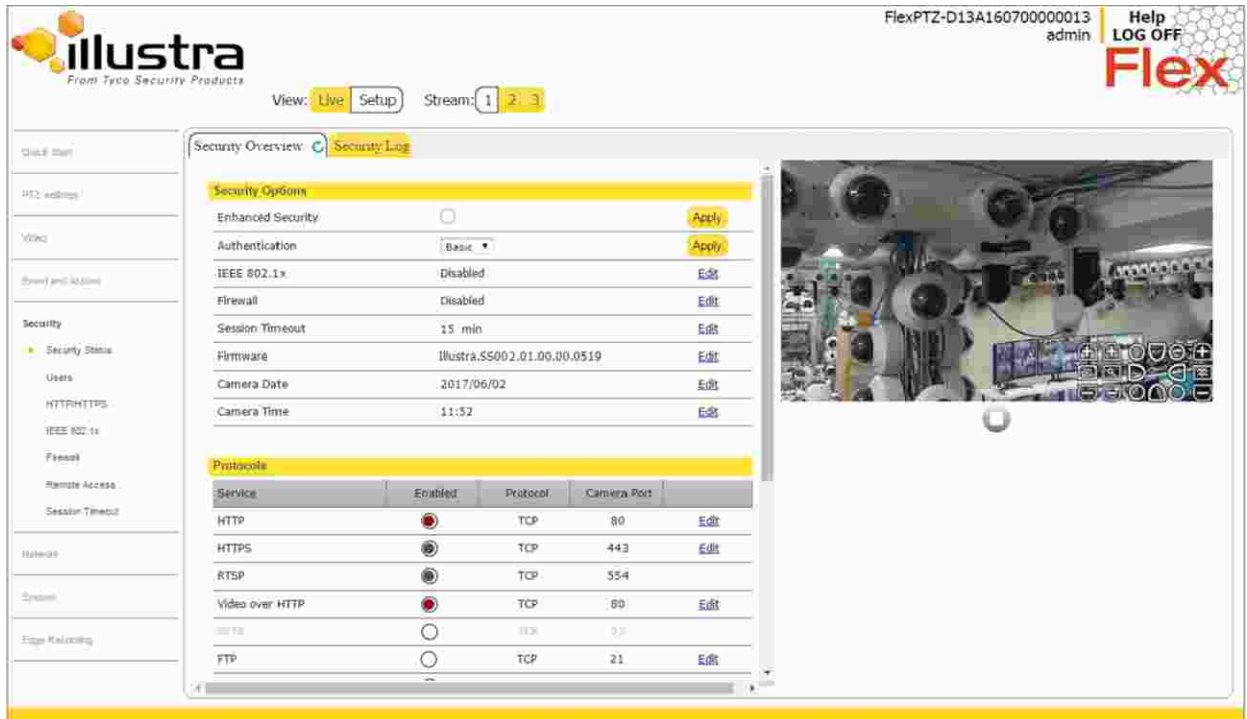 FlexPTZ-D13A160700000013
Help
admin
LOG OFF
illustra
From Tyco Security Products
Flex
View: Live Setup Stream: 1 2 3
Security Overview Security Log
Quick Start
PTZ settings
Video
Event and Actions
Security
Security Status
Users
HTTP/HTTPS
IEEE 802.1x
Firewall
Remote Access
Session Timeout
Network
System
Edge Recording
Security Options
Enhanced Security Apply
Authentication Basic Apply
IEEE 802.1x Disabled Edit
Firewall Disabled Edit
Session Timeout 15 min Edit
Firmware Illustra.SS002.01.00.00.0519 Edit
Camera Date 2017/06/02 Edit
Camera Time 11:52 Edit
Protocols
Service Enabled Protocol Camera Port
HTTP TCP 80 Edit
HTTPS TCP 443 Edit
RTSP TCP 554
Video over HTTP TCP 80 Edit
FTP TCP 21 Edit